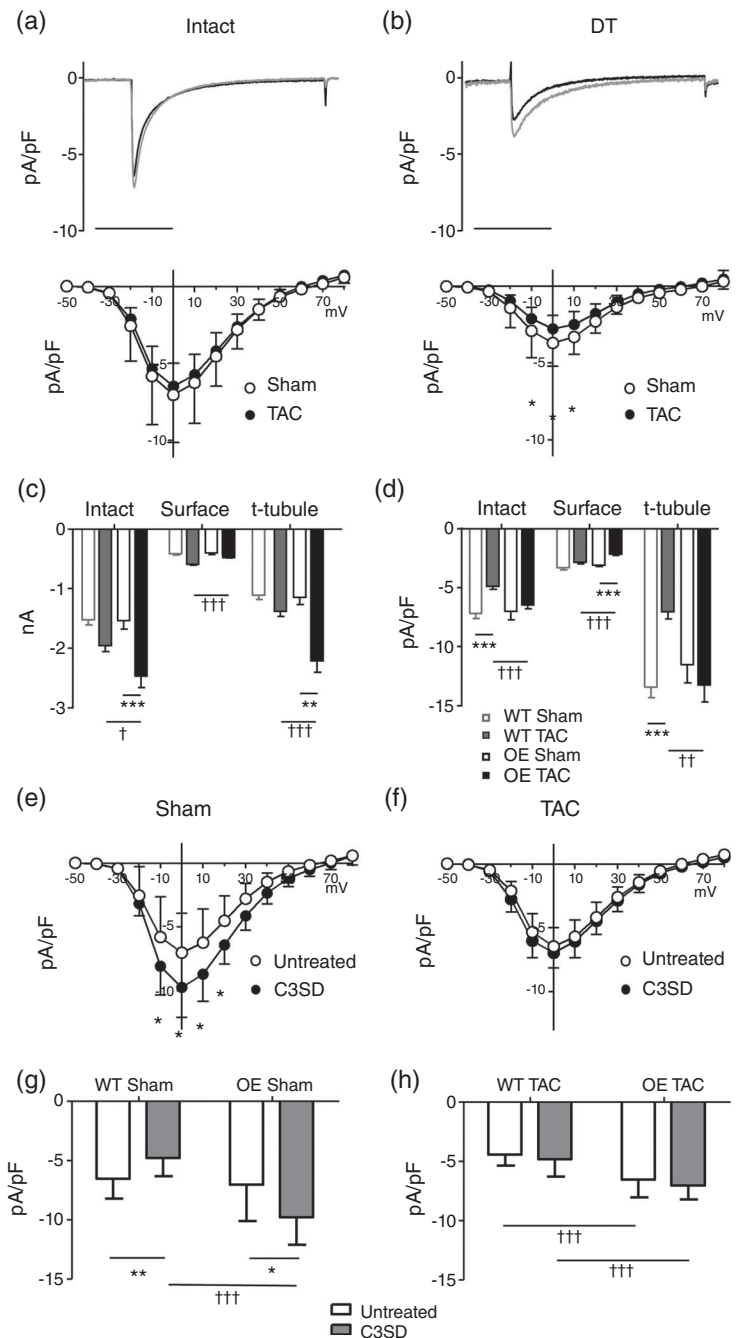 (a)
Intact
0
-5
-10
pA/pF
-50 -30 -10 10 30 50 70
mV
-5
-10
pA/pF
Sham
TAC
(b)
DT
0
-5
-10
pA/pF
-50 -30 -10 10 30 50 70
mV
-5
-10
pA/pF
Sham
TAC
* * *
(c)
Intact Surface t-tubule
0
-1
-2
-3
nA
***
†
†††
**
†††
(d)
Intact Surface t-tubule
0
-5
-10
-15
pA/pF
***
†††
***
†††
***
††
WT Sham
WT TAC
OE Sham
OE TAC
(e)
Sham
-50 -30 -10 10 30 50 70
mV
-5
-10
pA/pF
Untreated
C3SD
* * * *
(f)
TAC
-50 -30 -10 10 30 50 70
mV
-5
-10
pA/pF
Untreated
C3SD
(g)
WT Sham OE Sham
0
-5
-10
-15
pA/pF
** *
†††
(h)
WT TAC OE TAC
0
-5
-10
-15
pA/pF
†††
†††
Untreated
C3SD